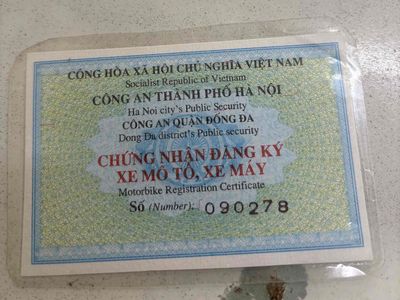 CỘNG HÒA XÃ HỘI CHỦ NGHĨA VIỆT NAM
Socialist Republic of Vietnam
CÔNG AN THÀNH PHỐ HÀ NỘI
Ha Noi city's Public Security
CÔNG AN QUẬN ĐỐNG ĐA
Dong Da district's Public security
CHỨNG NHẬN ĐĂNG KÝ
XE MÔ TÔ, XE MÁY
Motorbike Registration Certificate
Số (Number): 090278